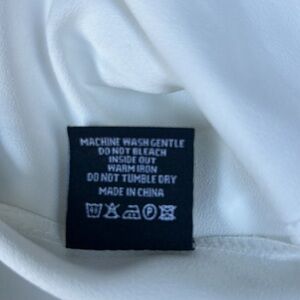 MACHINE WASH GENTLE
DO NOT BLEACH
INSIDE OUT
WARM IRON
DO NOT TUMBLE DRY
MADE IN CHINA